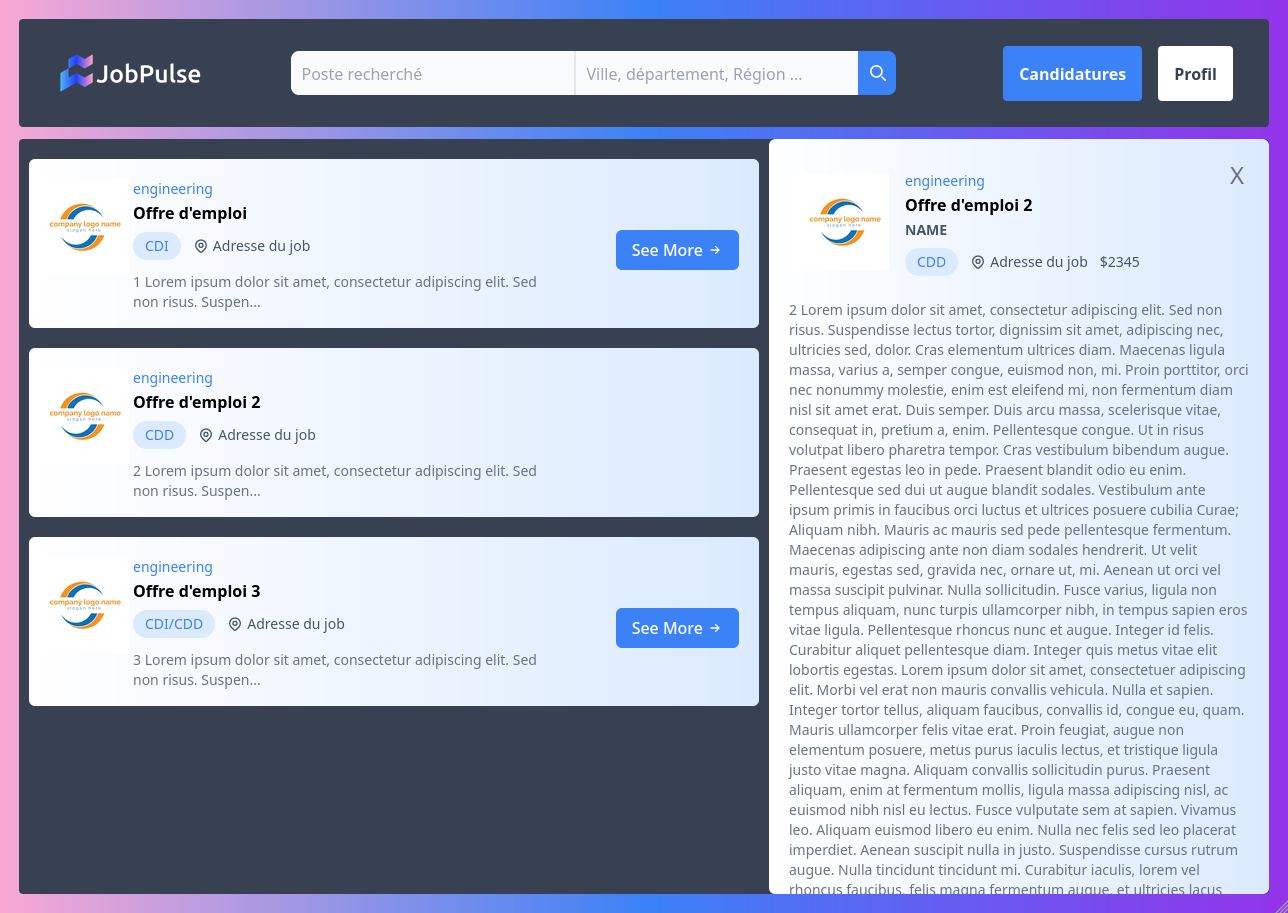 JobPulse
Poste recherché
Ville, département, Région ...
Candidatures
Profil
company logo name
slogan here
engineering
Offre d'emploi
CDI
Adresse du job
1 Lorem ipsum dolor sit amet, consectetur adipiscing elit. Sed
non risus. Suspen...
See More
company logo name
slogan here
engineering
Offre d'emploi 2
CDD
Adresse du job
2 Lorem ipsum dolor sit amet, consectetur adipiscing elit. Sed
non risus. Suspen...
company logo name
slogan here
engineering
Offre d'emploi 3
CDI/CDD
Adresse du job
3 Lorem ipsum dolor sit amet, consectetur adipiscing elit. Sed
non risus. Suspen...
See More
X
company logo name
slogan here
engineering
Offre d'emploi 2
NAME
CDD
Adresse du job
$2345
2 Lorem ipsum dolor sit amet, consectetur adipiscing elit. Sed non
risus. Suspendisse lectus tortor, dignissim sit amet, adipiscing nec,
ultricies sed, dolor. Cras elementum ultrices diam. Maecenas ligula
massa, varius a, semper congue, euismod non, mi. Proin porttitor, orci
nec nonummy molestie, enim est eleifend mi, non fermentum diam
nisl sit amet erat. Duis semper. Duis arcu massa, scelerisque vitae,
consequat in, pretium a, enim. Pellentesque congue. Ut in risus
volutpat libero pharetra tempor. Cras vestibulum bibendum augue.
Praesent egestas leo in pede. Praesent blandit odio eu enim.
Pellentesque sed dui ut augue blandit sodales. Vestibulum ante
ipsum primis in faucibus orci luctus et ultrices posuere cubilia Curae;
Aliquam nibh. Mauris ac mauris sed pede pellentesque fermentum.
Maecenas adipiscing ante non diam sodales hendrerit. Ut velit
mauris, egestas sed, gravida nec, ornare ut, mi. Aenean ut orci vel
massa suscipit pulvinar. Nulla sollicitudin. Fusce varius, ligula non
tempus aliquam, nunc turpis ullamcorper nibh, in tempus sapien eros
vitae ligula. Pellentesque rhoncus nunc et augue. Integer id felis.
Curabitur aliquet pellentesque diam. Integer quis metus vitae elit
lobortis egestas. Lorem ipsum dolor sit amet, consectetuer adipiscing
elit. Morbi vel erat non mauris convallis vehicula. Nulla et sapien.
Integer tortor tellus, aliquam faucibus, convallis id, congue eu, quam.
Mauris ullamcorper felis vitae erat. Proin feugiat, augue non
elementum posuere, metus purus iaculis lectus, et tristique ligula
justo vitae magna. Aliquam convallis sollicitudin purus. Praesent
aliquam, enim at fermentum mollis, ligula massa adipiscing nisl, ac
euismod nibh nisl eu lectus. Fusce vulputate sem at sapien. Vivamus
leo. Aliquam euismod libero eu enim. Nulla nec felis sed leo placerat
imperdiet. Aenean suscipit nulla in justo. Suspendisse cursus rutrum
augue. Nulla tincidunt tincidunt mi. Curabitur iaculis, lorem vel
rhoncus faucibus, felis magna fermentum augue, et ultricies lacus